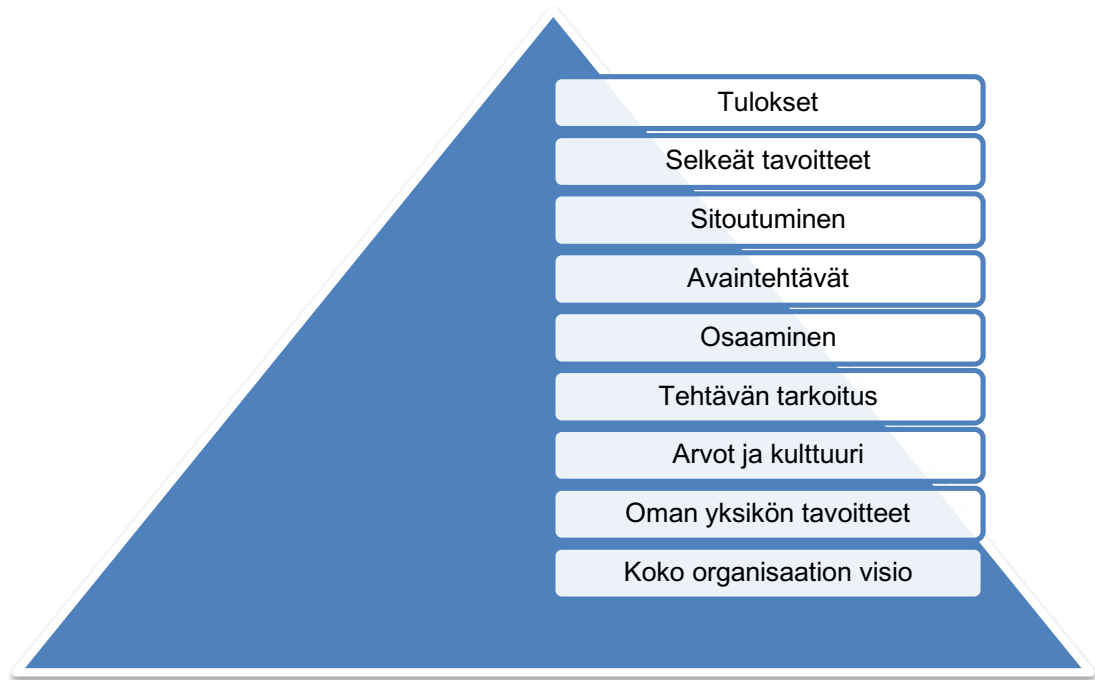 Tulokset
Selkeät tavoitteet
Sitoutuminen
Avaintehtävät
Osaaminen
Tehtävän tarkoitus
Arvot ja kulttuuri
Oman yksikön tavoitteet
Koko organisaation visio